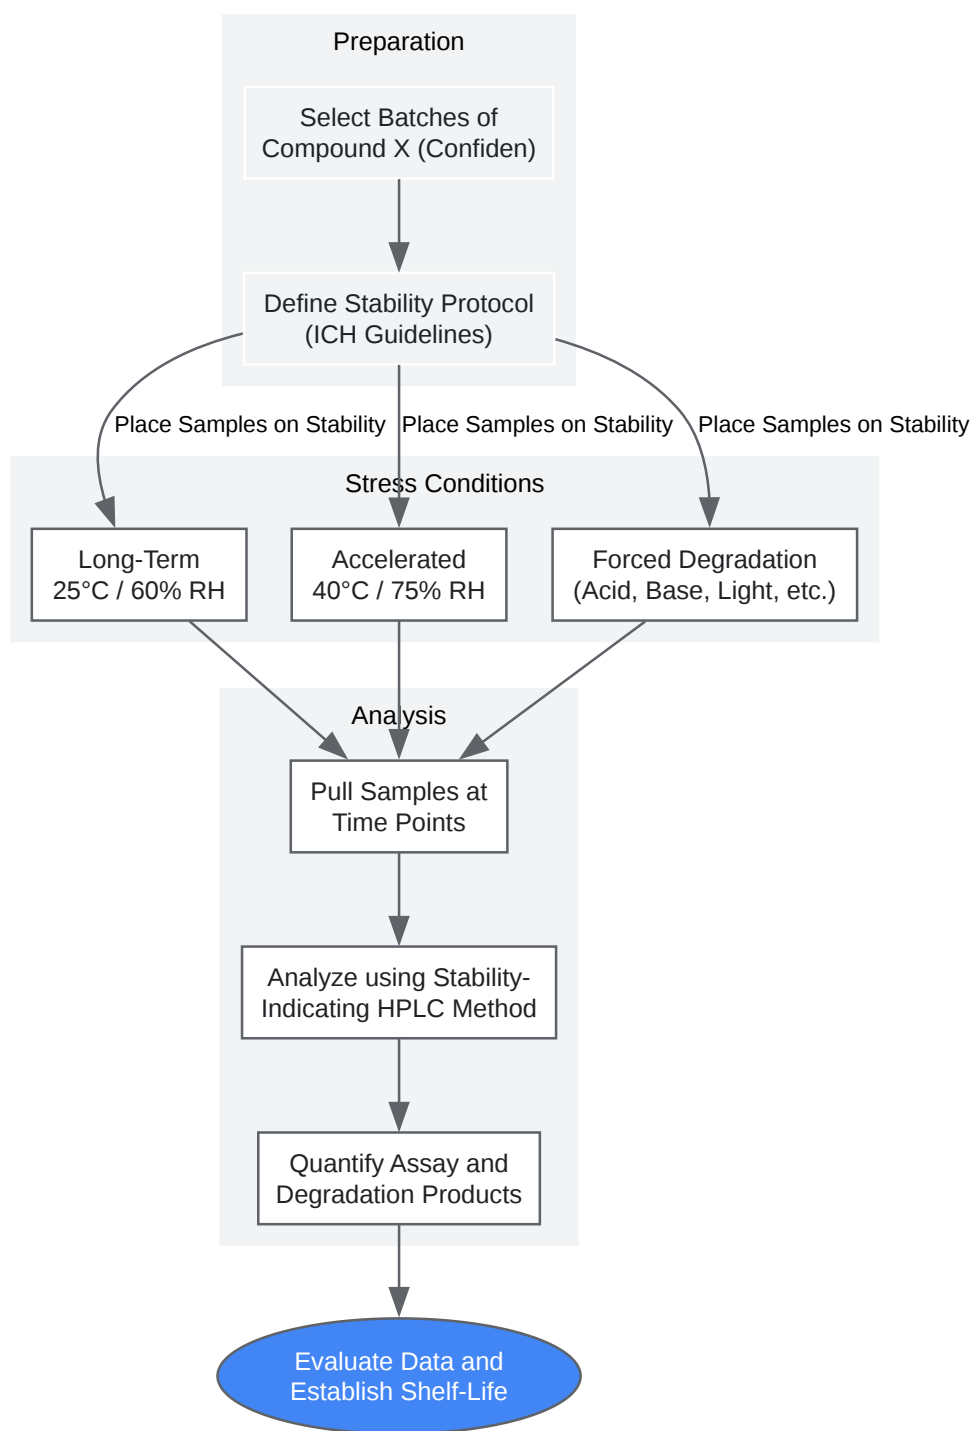 Preparation
Select Batches of
Compound X (Confiden)
Define Stability Protocol
(ICH Guidelines)
Place Samples on Stability
Place Samples on Stability
Place Samples on Stability
Stress Conditions
Long-Term
25°C / 60% RH
Accelerated
40°C / 75% RH
Forced Degradation
(Acid, Base, Light, etc.)
Analysis
Pull Samples at
Time Points
Analyze using Stability-
Indicating HPLC Method
Quantify Assay and
Degradation Products
Evaluate Data and
Establish Shelf-Life